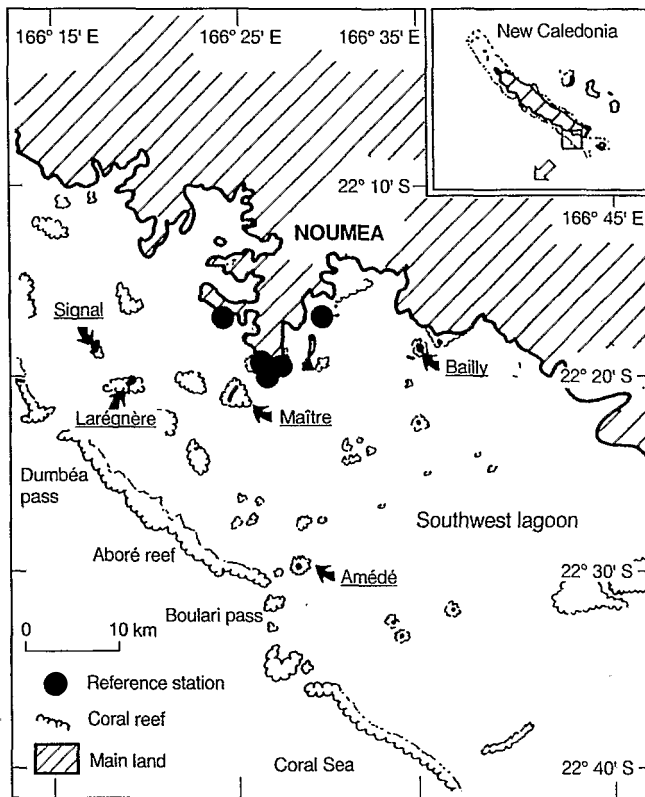 166° 15' E
166° 25' E
166° 35' E
New Caledonia
22° 10' S
166° 45' E
NOUMEA
Signal
Bailly
22° 20' S
Larégnère
Maître
Dumbéa
pass
Southwest lagoon
Aboré reef
Amédé
22° 30' S
Boulari pass
0 10 km
Reference station
Coral reef
Main land
Coral Sea
22° 40' S